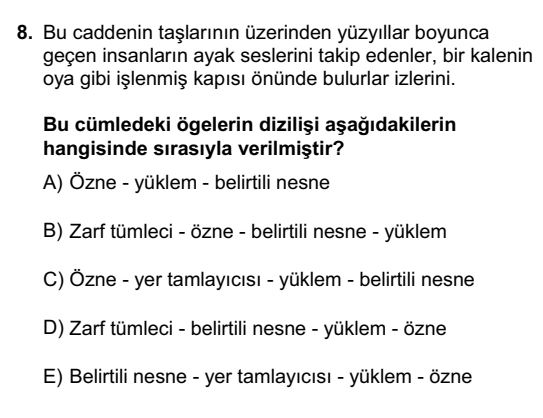 8. Bu caddenin taşlarının üzerinden yüzyıllar boyunca
geçen insanların ayak seslerini takip edenler, bir kalenin
oya gibi işlenmiş kapısı önünde bulurlar izlerini.
Bu cümledeki ögelerin dizilişi aşağıdakilerin
hangisinde sırasıyla verilmiştir?
A) Özne - yüklem - belirtili nesne
B) Zarf tümleci - özne - belirtili nesne - yüklem
C) Özne - yer tamlayıcısı - yüklem - belirtili nesne
D) Zarf tümleci - belirtili nesne - yüklem - özne
E) Belirtili nesne - yer tamlayıcısı - yüklem - özne